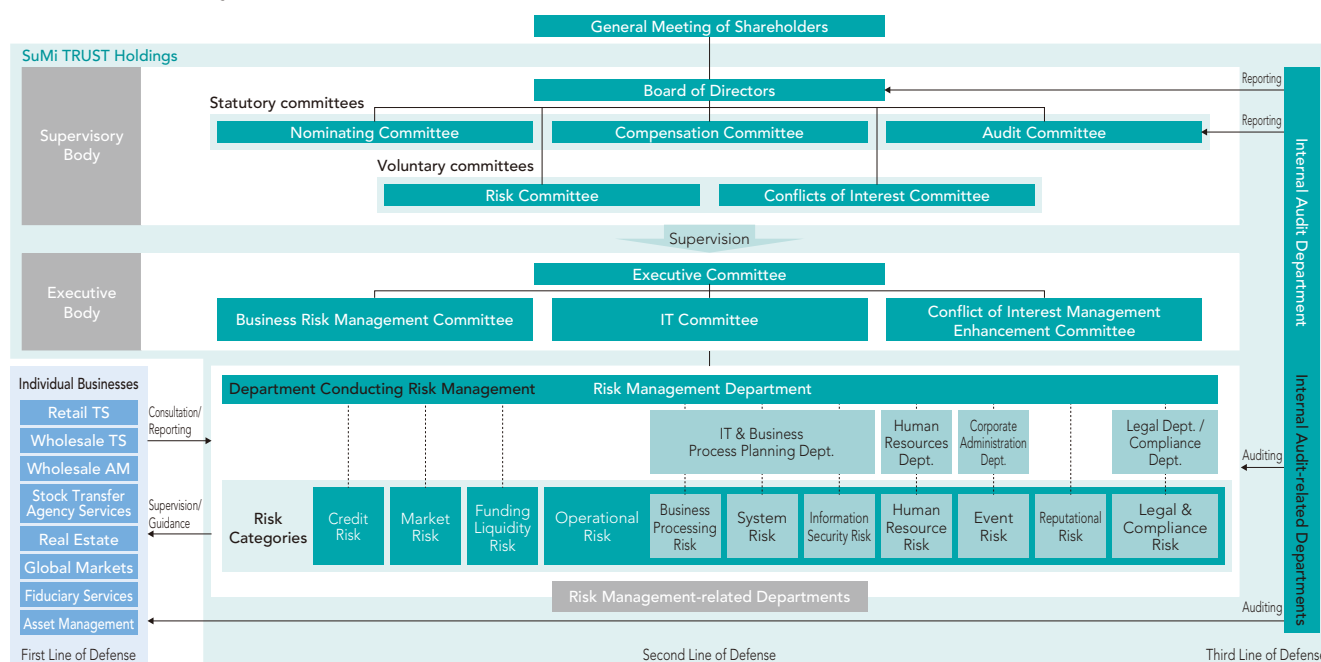 General Meeting of Shareholders
SuMi TRUST Holdings
Supervisory
Body
Board of Directors
Statutory committees
Nominating Committee
Compensation Committee
Audit Committee
Voluntary committees
Risk Committee
Conflicts of Interest Committee
Reporting
Reporting
Internal Audit Department
Supervision
Executive
Body
Executive Committee
Business Risk Management Committee
IT Committee
Conflict of Interest Management
Enhancement Committee
Individual Businesses
Retail TS
Wholesale TS
Wholesale AM
Stock Transfer
Agency Services
Real Estate
Global Markets
Fiduciary Services
Asset Management
Consultation/
Reporting
Supervision/
Guidance
Department Conducting Risk Management
Risk Management Department
IT & Business
Process Planning Dept.
Human
Resources
Dept.
Corporate
Administration
Dept.
Legal Dept. /
Compliance
Dept.
Risk
Categories
Credit
Risk
Market
Risk
Funding
Liquidity
Risk
Operational
Risk
Business
Processing
Risk
System
Risk
Information
Security Risk
Human
Resource
Risk
Event
Risk
Reputational
Risk
Legal &
Compliance
Risk
Risk Management-related Departments
Auditing
Auditing
Internal Audit-related Departments
First Line of Defense
Second Line of Defense
Third Line of Defense